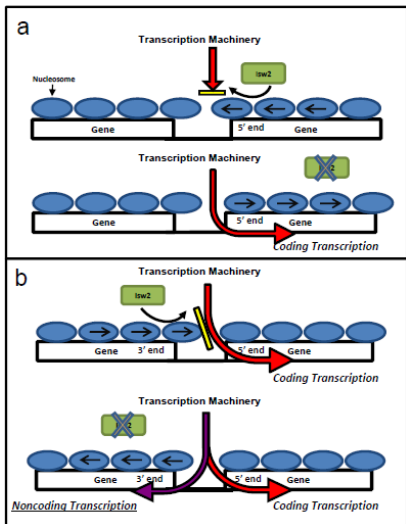 a
Transcription Machinery
Isw2
Nucleosome
Gene
5' end
Gene
Transcription Machinery
Gene
5' end
Gene
Coding Transcription
b
Transcription Machinery
Isw2
Gene
3' end
5' end
Gene
Coding Transcription
Transcription Machinery
Gene
3' end
5' end
Gene
Noncoding Transcription
Coding Transcription